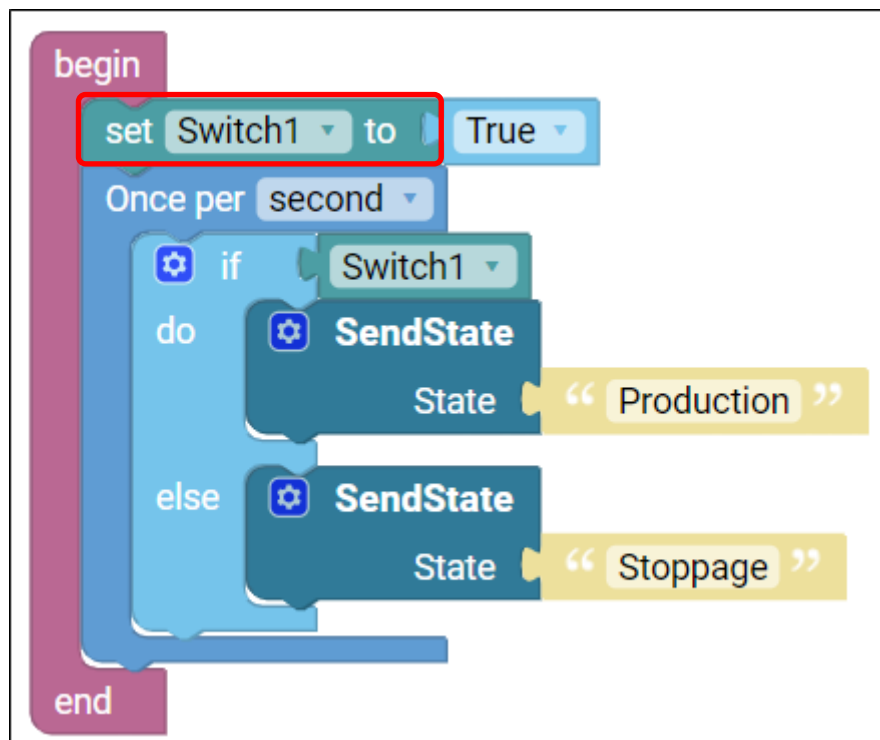 begin
set Switch1 to True
Once per second
if Switch1
do SendState
State “ Production ”
else SendState
State “ Stoppage ”
end